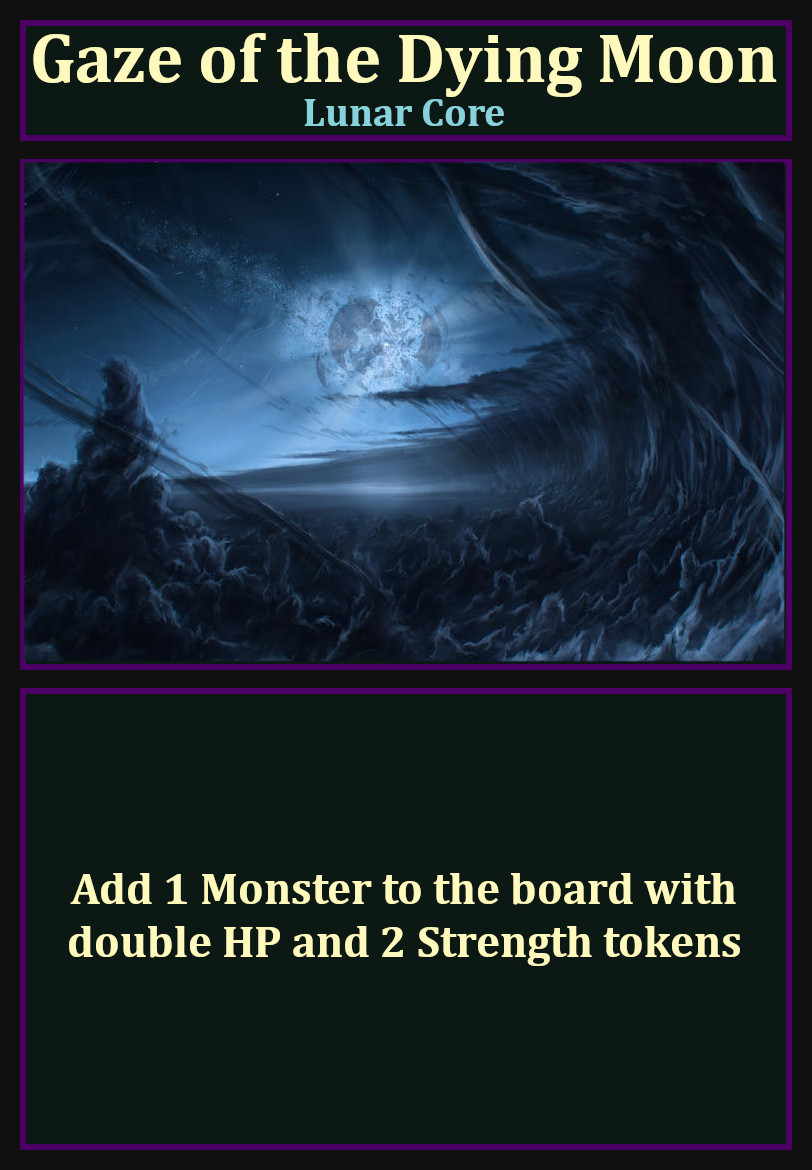 Gaze of the Dying Moon
Lunar Core
Add 1 Monster to the board with
double HP and 2 Strength tokens